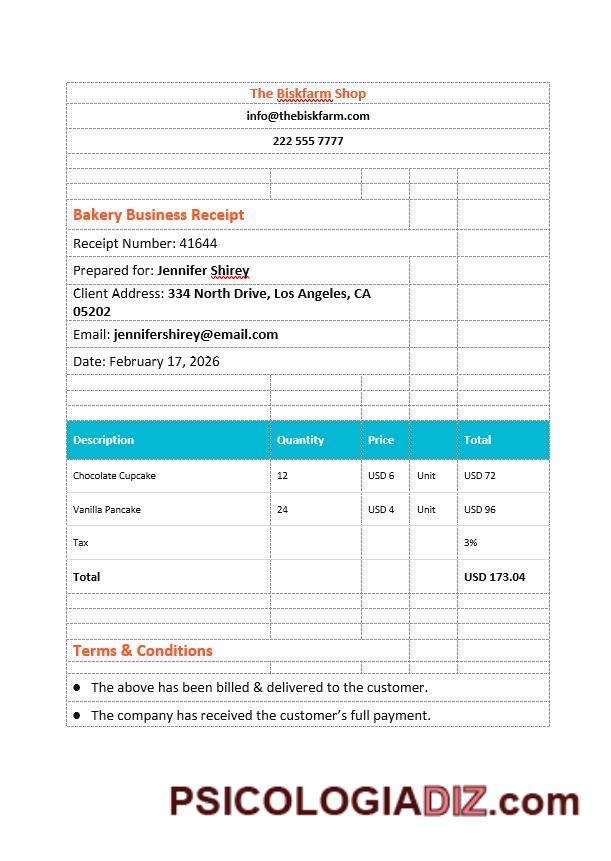 The Biskfarm Shop
info@thebiskfarm.com
222 555 7777
Bakery Business Receipt
Receipt Number: 41644
Prepared for: Jennifer Shirey
Client Address: 334 North Drive, Los Angeles, CA
05202
Email: jennifershirey@email.com
Date: February 17, 2026
Description Quantity Price Total
Chocolate Cupcake 12 USD 6 Unit USD 72
Vanilla Pancake 24 USD 4 Unit USD 96
Tax 3%
Total USD 173.04
Terms & Conditions
● The above has been billed & delivered to the customer.
● The company has received the customer’s full payment.
PSICOLOGIADIZ.com